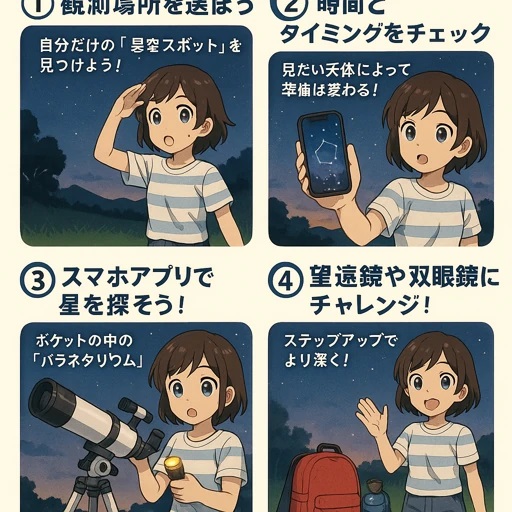 ① 観測場所を選ぼう
自分だけの「星空スポット」を
見つけよう!
② 時間と
タイミングをチェック
見たい天体によって
は変わる!
③ スマホアプリで
星を探そう!
ポケットの中の
「バラネタリウム」
④ 望遠鏡や双眼鏡に
チャレンジ!
ステップアップで
より深く!